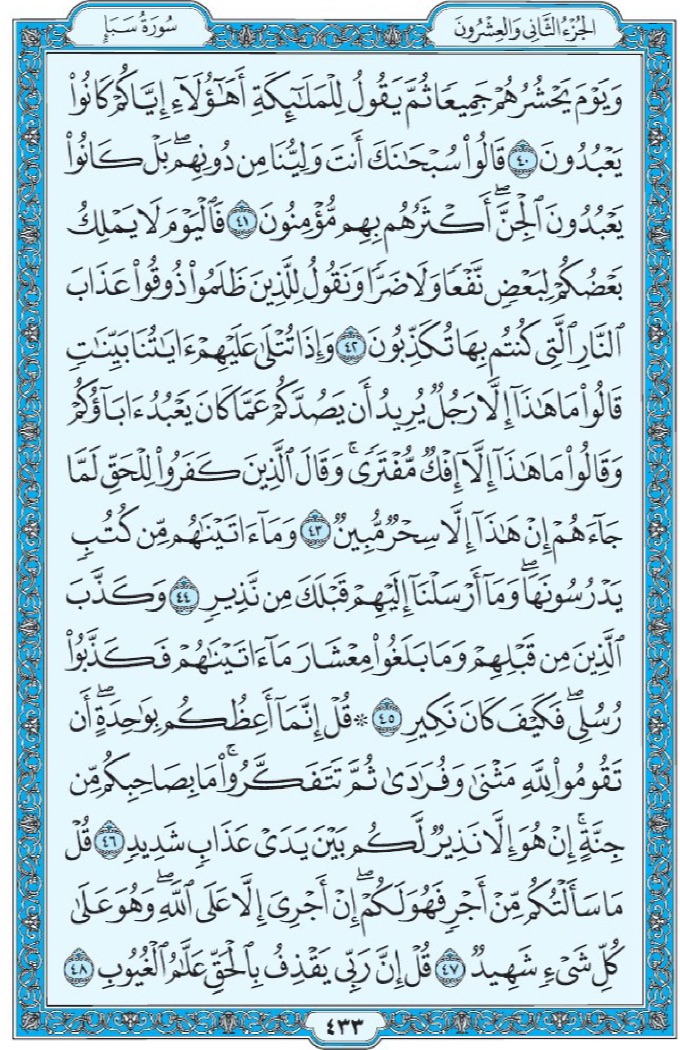 سُورَةُ سَبَإٍ
الجُزْءُ الثَّانِي وَالعِشْرُونَ
وَيَوْمَ يَحْشُرُهُمْ جَمِيعًا ثُمَّ يَقُولُ لِلْمَلَٰٓئِكَةِ أَهَٰٓؤُلَآءِ إِيَّاكُمْ كَانُوا۟
يَعْبُدُونَ ٤٠ قَالُوا۟ سُبْحَٰنَكَ أَنتَ وَلِيُّنَا مِن دُونِهِم ۖ بَلْ كَانُوا۟
يَعْبُدُونَ ٱلْجِنَّ ۖ أَكْثَرُهُم بِهِم مُّؤْمِنُونَ ٤١ فَٱلْيَوْمَ لَا يَمْلِكُ
بَعْضُكُمْ لِبَعْضٍ نَّفْعًا وَلَا ضَرًّا وَنَقُولُ لِلَّذِينَ ظَلَمُوا۟ ذُوقُوا۟ عَذَابَ
ٱلنَّارِ ٱلَّتِى كُنتُم بِهَا تُكَذِّبُونَ ٤٢ وَإِذَا تُتْلَىٰ عَلَيْهِمْ ءَايَٰتُنَا بَيِّنَٰتٍ
قَالُوا۟ مَا هَٰذَآ إِلَّا رَجُلٌ يُرِيدُ أَن يَصُدَّكُمْ عَمَّا كَانَ يَعْبُدُ ءَابَآؤُكُمْ
وَقَالُوا۟ مَا هَٰذَآ إِلَّآ إِفْكٌ مُّفْتَرًى ۚ وَقَالَ ٱلَّذِينَ كَفَرُوا۟ لِلْحَقِّ لَمَّا
جَآءَهُمْ إِنْ هَٰذَآ إِلَّا سِحْرٌ مُّبِينٌ ٤٣ وَمَآ ءَاتَيْنَٰهُم مِّن كُتُبٍ
يَدْرُسُونَهَا ۖ وَمَآ أَرْسَلْنَآ إِلَيْهِمْ قَبْلَكَ مِن نَّذِيرٍ ٤٤ وَكَذَّبَ
ٱلَّذِينَ مِن قَبْلِهِمْ وَمَا بَلَغُوا۟ مِعْشَارَ مَآ ءَاتَيْنَٰهُمْ فَكَذَّبُوا۟
رُسُلِى ۖ فَكَيْفَ كَانَ نَكِيرِ ٤٥ * قُلْ إِنَّمَآ أَعِظُكُم بِوَٰحِدَةٍ ۖ أَن
تَقُومُوا۟ لِلَّهِ مَثْنَىٰ وَفُرَٰدَىٰ ثُمَّ تَتَفَكَّرُوا۟ ۚ مَا بِصَاحِبِكُم مِّن
جِنَّةٍ ۚ إِنْ هُوَ إِلَّا نَذِيرٌ لَّكُم بَيْنَ يَدَىْ عَذَابٍ شَدِيدٍ ٤٦ قُلْ
مَا سَأَلْتُكُم مِّنْ أَجْرٍ فَهُوَ لَكُمْ ۖ إِنْ أَجْرِىَ إِلَّا عَلَى ٱللَّهِ ۖ وَهُوَ عَلَىٰ
كُلِّ شَىْءٍ شَهِيدٌ ٤٧ قُلْ إِنَّ رَبِّى يَقْذِفُ بِٱلْحَقِّ عَلَّٰمُ ٱلْغُيُوبِ ٤٨
٤٣٣